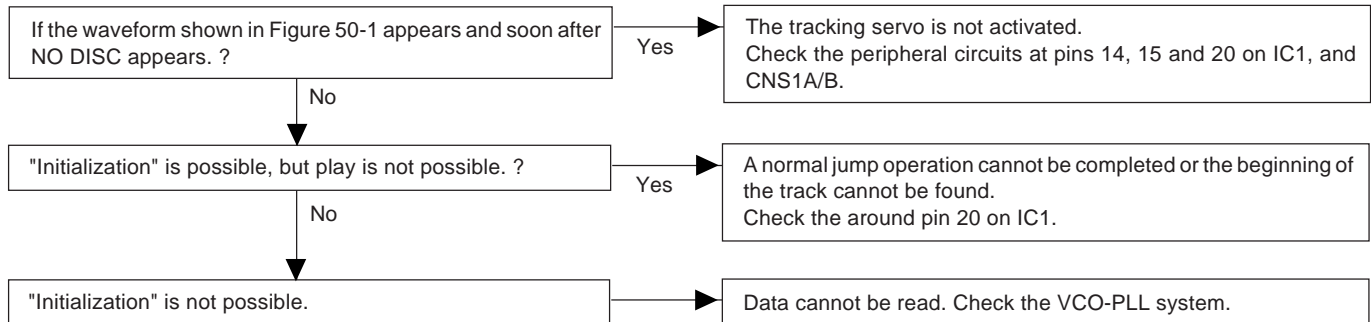 If the waveform shown in Figure 50-1 appears and soon after
NO DISC appears. ?
Yes
The tracking servo is not activated.
Check the peripheral circuits at pins 14, 15 and 20 on IC1, and
CNS1A/B.
No
"Initialization" is possible, but play is not possible. ?
Yes
A normal jump operation cannot be completed or the beginning of
the track cannot be found.
Check the around pin 20 on IC1.
No
"Initialization" is not possible.
Data cannot be read. Check the VCO-PLL system.